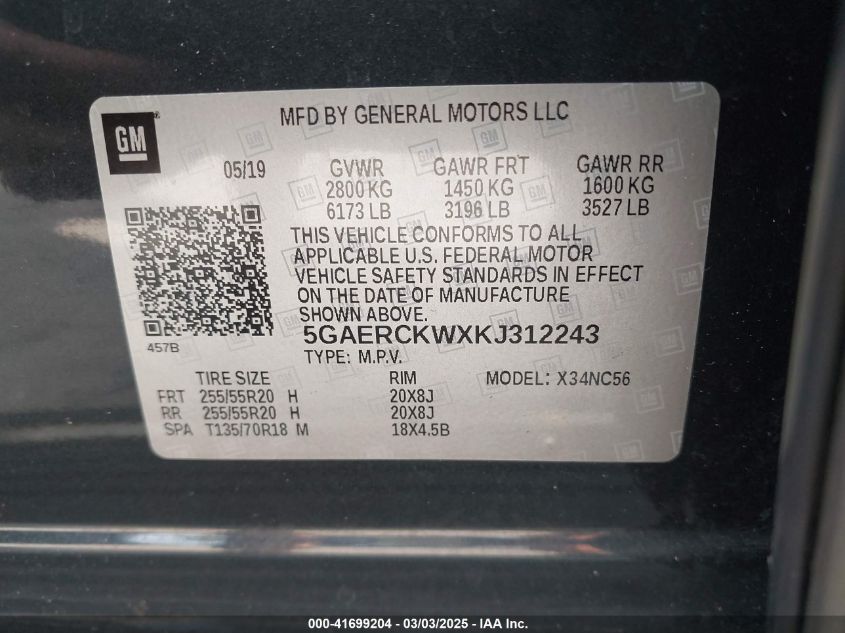 MFD BY GENERAL MOTORS LLC
GM
05/19 GVWR GAWR FRT GAWR RR
2800 KG 1450 KG 1600 KG
6173 LB 3196 LB 3527 LB
THIS VEHICLE CONFORMS TO ALL
APPLICABLE U.S. FEDERAL MOTOR
VEHICLE SAFETY STANDARDS IN EFFECT
ON THE DATE OF MANUFACTURE
SHOWN ABOVE.
5GAERCKWXKJ312243
457B
TYPE: M.P.V.
TIRE SIZE RIM MODEL: X34NC56
FRT 255/55R20 H 20X8J
RR 255/55R20 H 20X8J
SPA T135/70R18 M 18X4.5B
000-41699204 - 03/03/2025 - IAA Inc.